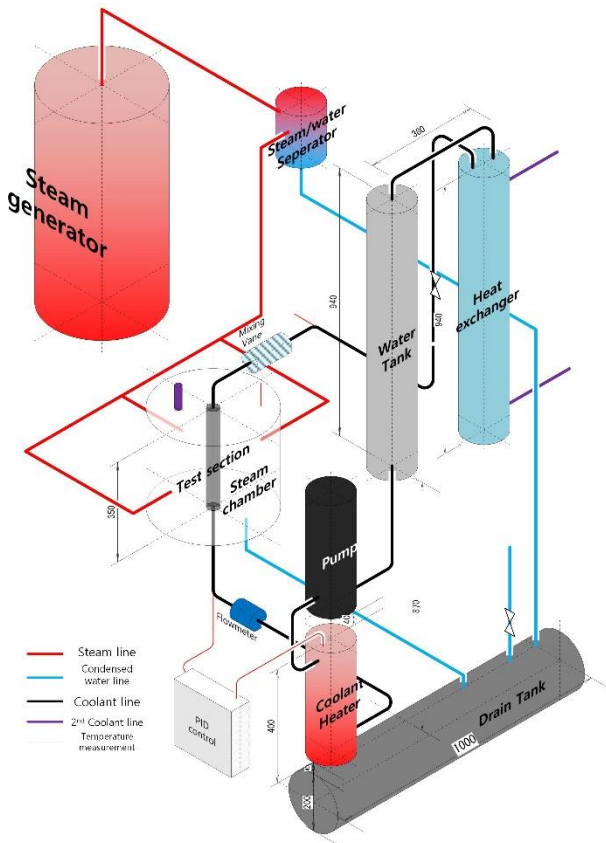 Steam
generator
Steam/water
Seperator
300
940
940
Heat
exchanger
Water
Tank
Mixing
Vane
Test section
Steam
chamber
350
Pump
870
40
Flowmeter
Coolant
Heater
400
PID
control
Drain Tank
1000
200
Steam line
Condensed
water line
Coolant line
2nd Coolant line
Temperature
measurement